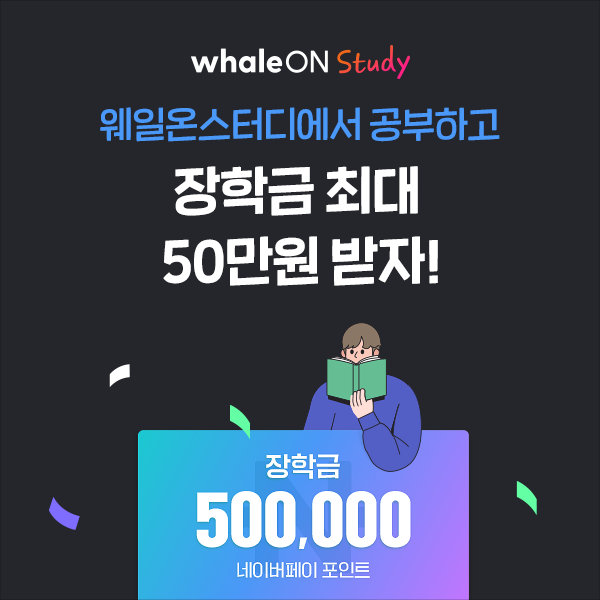 whaleON Study
웨일온스터디에서 공부하고
장학금 최대
50만원 받자!
장학금
500,000
네이버페이 포인트